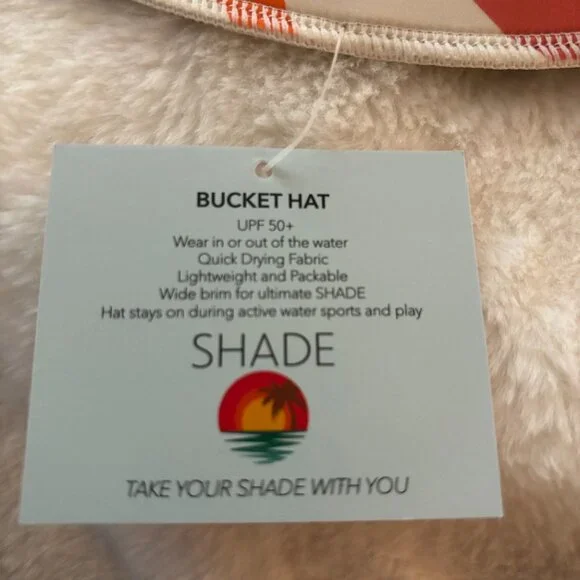 BUCKET HAT
UPF 50+
Wear in or out of the water
Quick Drying Fabric
Lightweight and Packable
Wide brim for ultimate SHADE
Hat stays on during active water sports and play
SHADE
TAKE YOUR SHADE WITH YOU